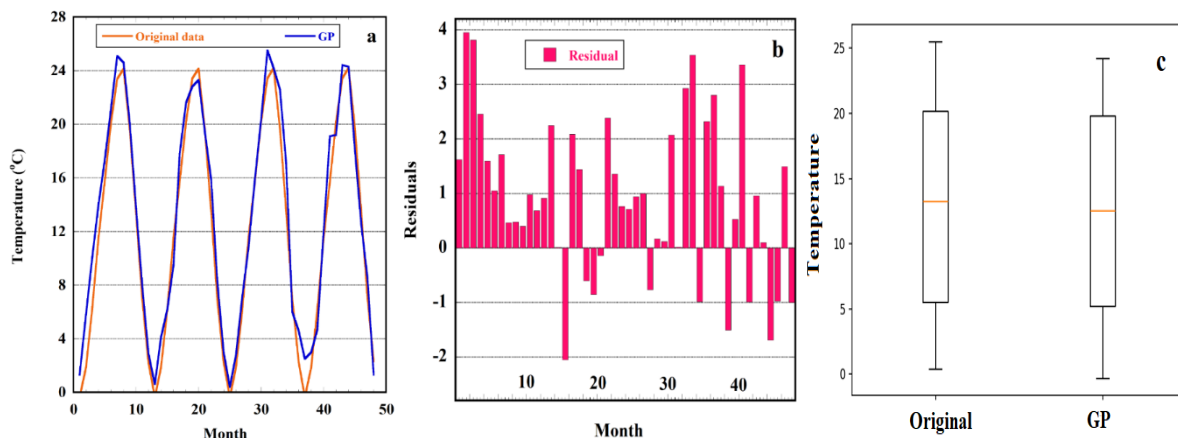 28
24
20
16
12
8
4
0
Temperature (°C)
Original data
GP
a
0 10 20 30 40 50
Month
4
3
2
1
0
-1
-2
Residuals
Residual
b
10 20 30 40
Month
25
20
15
10
5
0
Temperature
c
Original GP